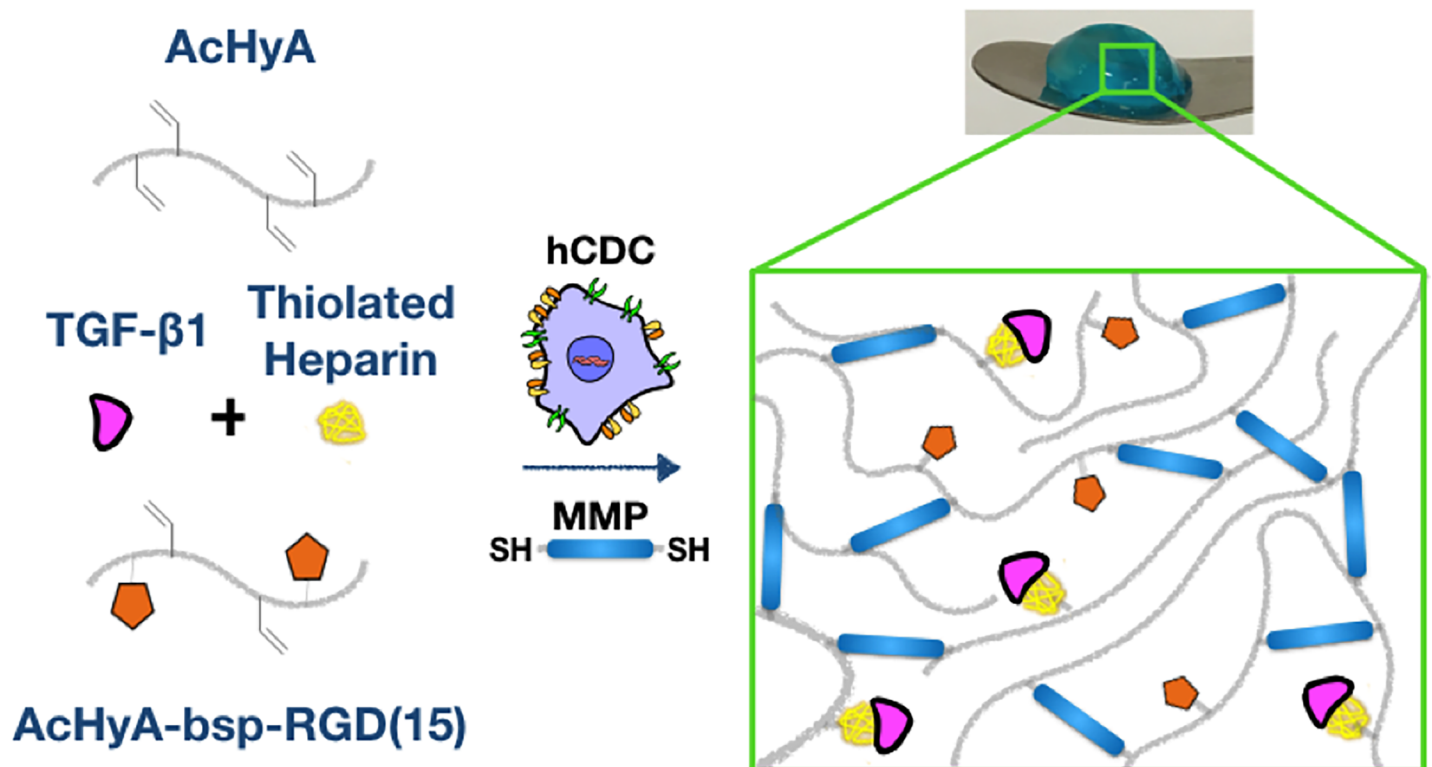 AcHyA
TGF-β1
+
Thiolated
Heparin
AcHyA-bsp-RGD(15)
hCDC
MMP
SH
SH